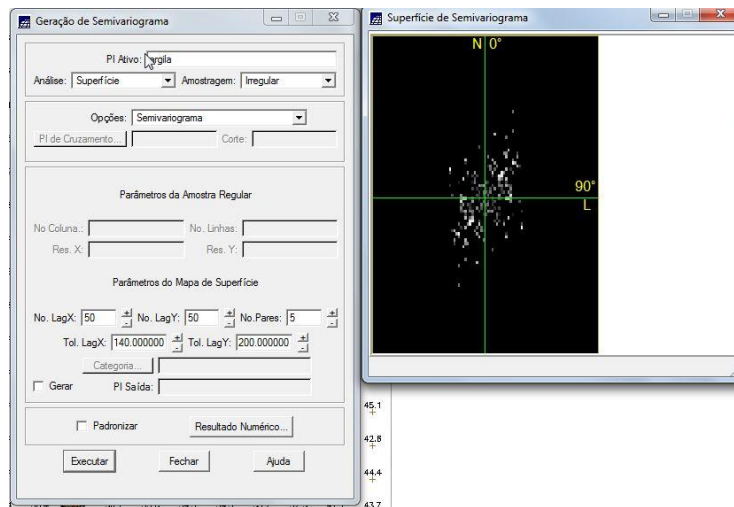 Geração de Semivariograma
PI Ativo: argila
Análise: Superfície Amostragem: Irregular
Opções: Semivariograma
PI de Cruzamento... Corte:
Parâmetros da Amostra Regular
No Coluna.: No. Linhas:
Res. X: Res. Y:
Parâmetros do Mapa de Superfície
No. LagX: 50 No. LagY: 50 No.Pares: 5
Tol. LagX: 140.000000 Tol. LagY: 200.000000
Categoria...
Gerar PI Saída:
Padronizar Resultado Numérico...
Executar Fechar Ajuda
Superfície de Semivariograma
N 0°
90°
L
45.1
42.8
44.4
43.7